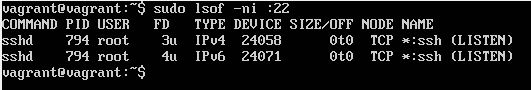 vagrant@vagrant:~$ sudo lsof -ni :22
COMMAND PID USER   FD   TYPE DEVICE SIZE/OFF NODE NAME
sshd    794 root    3u  IPv4  24058      0t0  TCP *:ssh (LISTEN)
sshd    794 root    4u  IPv6  24071      0t0  TCP *:ssh (LISTEN)
vagrant@vagrant:~$